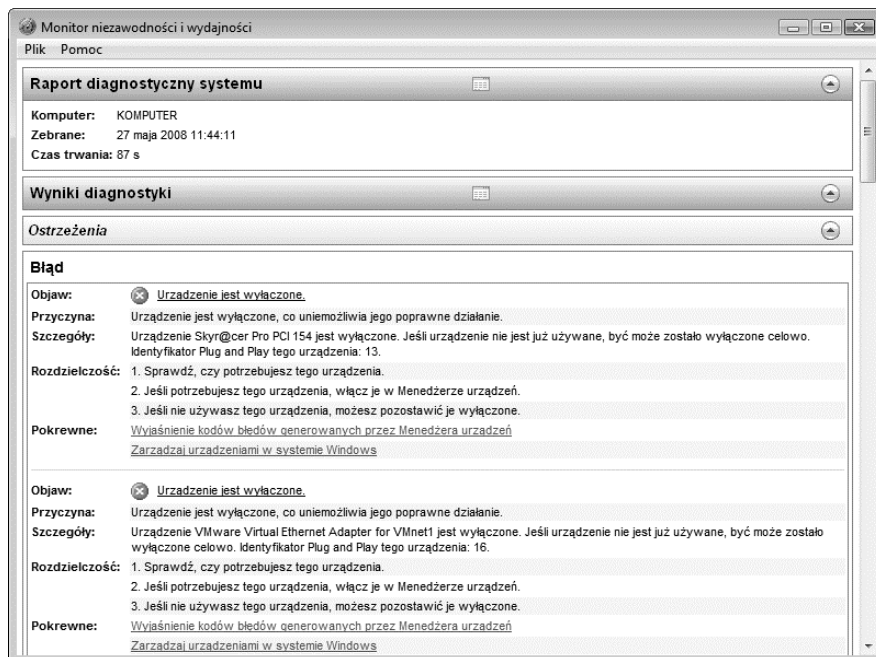 Monitor niezawodności i wydajności
Plik Pomoc
Raport diagnostyczny systemu
Komputer: KOMPUTER
Zebrane: 27 maja 2008 11:44:11
Czas trwania: 87 s
Wyniki diagnostyki
Ostrzeżenia
Błąd
Objaw: Urządzenie jest wyłączone.
Przyczyna: Urządzenie jest wyłączone, co uniemożliwia jego poprawne działanie.
Szczegóły: Urządzenie Skyr@cer Pro PCI 154 jest wyłączone. Jeśli urządzenie nie jest już używane, być może zostało wyłączone celowo.
Identyfikator Plug and Play tego urządzenia: 13.
Rozdzielczość: 1. Sprawdź, czy potrzebujesz tego urządzenia.
2. Jeśli potrzebujesz tego urządzenia, włącz je w Menedżerze urządzeń.
3. Jeśli nie używasz tego urządzenia, możesz pozostawić je wyłączone.
Pokrewne: Wyjaśnienie kodów błędów generowanych przez Menedżera urządzeń
Zarządzaj urządzeniami w systemie Windows
Objaw: Urządzenie jest wyłączone.
Przyczyna: Urządzenie jest wyłączone, co uniemożliwia jego poprawne działanie.
Szczegóły: Urządzenie VMware Virtual Ethernet Adapter for VMnet1 jest wyłączone. Jeśli urządzenie nie jest już używane, być może zostało
wyłączone celowo. Identyfikator Plug and Play tego urządzenia: 16.
Rozdzielczość: 1. Sprawdź, czy potrzebujesz tego urządzenia.
2. Jeśli potrzebujesz tego urządzenia, włącz je w Menedżerze urządzeń.
3. Jeśli nie używasz tego urządzenia, możesz pozostawić je wyłączone.
Pokrewne: Wyjaśnienie kodów błędów generowanych przez Menedżera urządzeń
Zarządzaj urządzeniami w systemie Windows